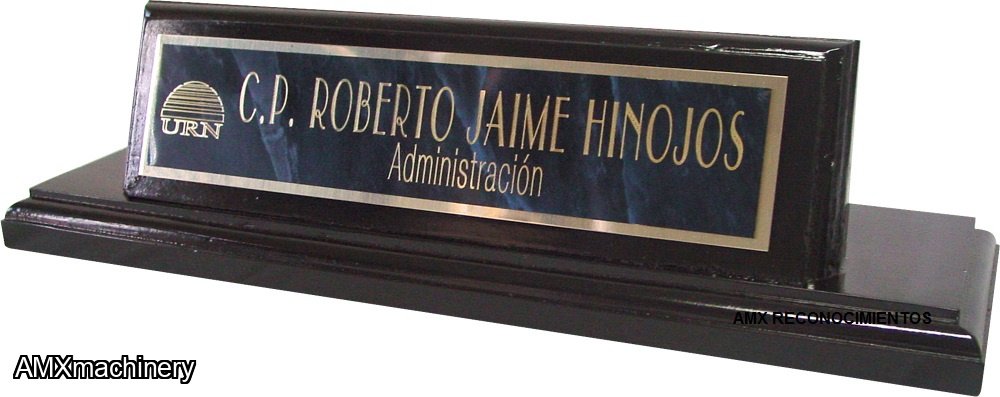 URN
C.P. ROBERTO JAIME HINOJOS
Administración
AMX RECONOCIMIENTOS
AMXmachinery